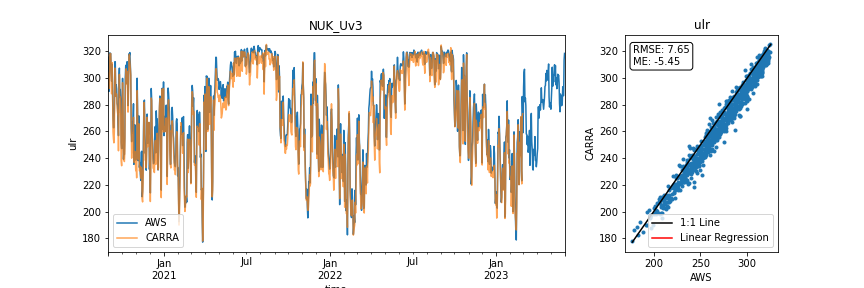 NUK_Uv3
ulr
320
300
280
260
240
220
200
180
AWS
CARRA
Jan
2021
Jul
Jan
2022
Jul
Jan
2023
time
ulr
CARRA
320
300
280
260
240
220
200
180
RMSE: 7.65
ME: -5.45
1:1 Line
Linear Regression
200
250
300
AWS